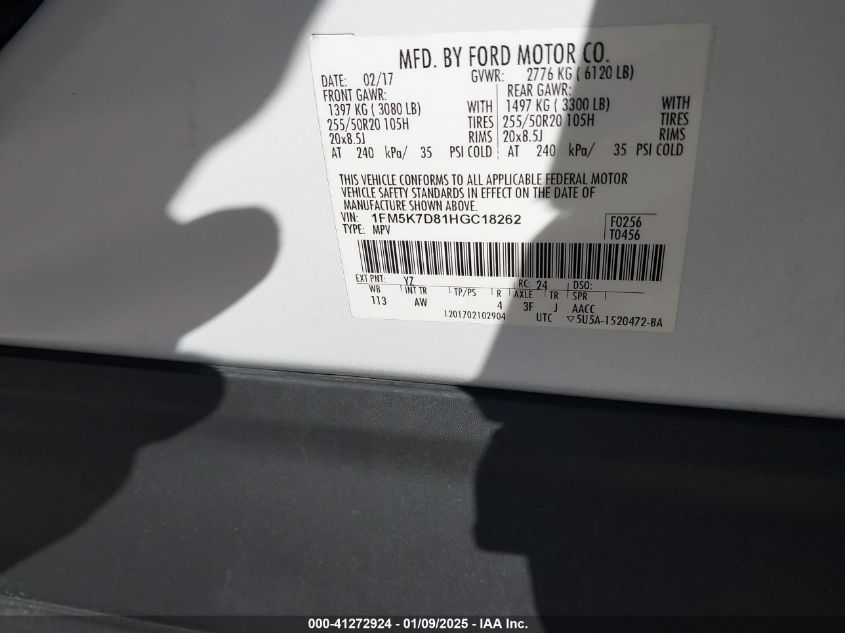 MFD. BY FORD MOTOR CO.
DATE: 02/17 GVWR: 2776 KG ( 6120 LB)
FRONT GAWR: REAR GAWR:
1397 KG ( 3080 LB) WITH 1497 KG ( 3300 LB) WITH
255/50R20 105H TIRES 255/50R20 105H TIRES
20x8.5J RIMS 20x8.5J RIMS
AT 240 kPa/ 35 PSI COLD AT 240 kPa/ 35 PSI COLD
THIS VEHICLE CONFORMS TO ALL APPLICABLE FEDERAL MOTOR
VEHICLE SAFETY STANDARDS IN EFFECT ON THE DATE OF
MANUFACTURE SHOWN ABOVE.
VIN: 1FM5K7D81HGC18262 F0256
TYPE: MPV T0456
EXT PNT: YZ RC: 24 DSO:
WB INT TR TP/PS R AXLE TR SPR
113 AW 4 3F J AACC
1201702102904 UTC ▽5U5A-1520472-BA
000-41272924 | 01/09/2025 - IAA Inc.